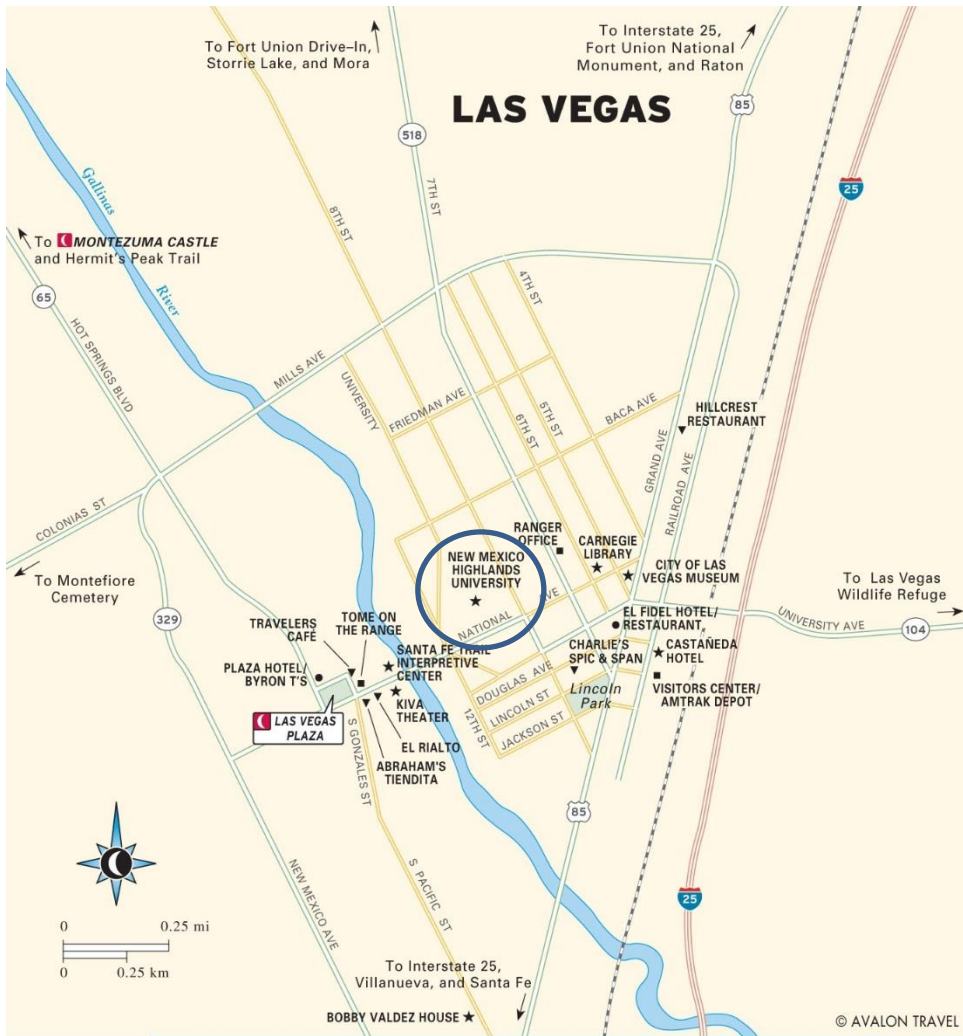 To Fort Union Drive–In,
Storrie Lake, and Mora
To Interstate 25,
Fort Union National
Monument, and Raton
LAS VEGAS
85
518
7TH ST
25
Gallinas
River
8TH ST
To MONTEZUMA CASTLE
and Hermit's Peak Trail
4TH ST
65
HOT SPRINGS BLVD
MILLS AVE
UNIVERSITY
FRIEDMAN AVE
5TH ST
6TH ST
BACA AVE
HILLCREST
RESTAURANT
GRAND AVE
RAILROAD AVE
COLONIAS ST
RANGER
OFFICE
CARNEGIE
LIBRARY
NEW MEXICO
HIGHLANDS
UNIVERSITY
CITY OF LAS
VEGAS MUSEUM
To Montefiore
Cemetery
To Las Vegas
Wildlife Refuge
329
NATIONAL AVE
UNIVERSITY AVE
104
TRAVELERS
CAFÉ
TOME ON
THE RANGE
EL FIDEL HOTEL/
RESTAURANT
SANTA FE TRAIL
INTERPRETIVE
CENTER
CHARLIE'S
SPIC & SPAN
CASTAÑEDA
HOTEL
PLAZA HOTEL/
BYRON T'S
DOUGLAS AVE
Lincoln
Park
VISITORS CENTER/
AMTRAK DEPOT
LINCOLN ST
KIVA
THEATER
LAS VEGAS
PLAZA
12TH ST
JACKSON ST
S GONZALES ST
EL RIALTO
ABRAHAM'S
TIENDITA
85
NEW MEXICO AVE
S PACIFIC ST
25
0 0.25 mi
0 0.25 km
To Interstate 25,
Villanueva, and Santa Fe
BOBBY VALDEZ HOUSE
© AVALON TRAVEL